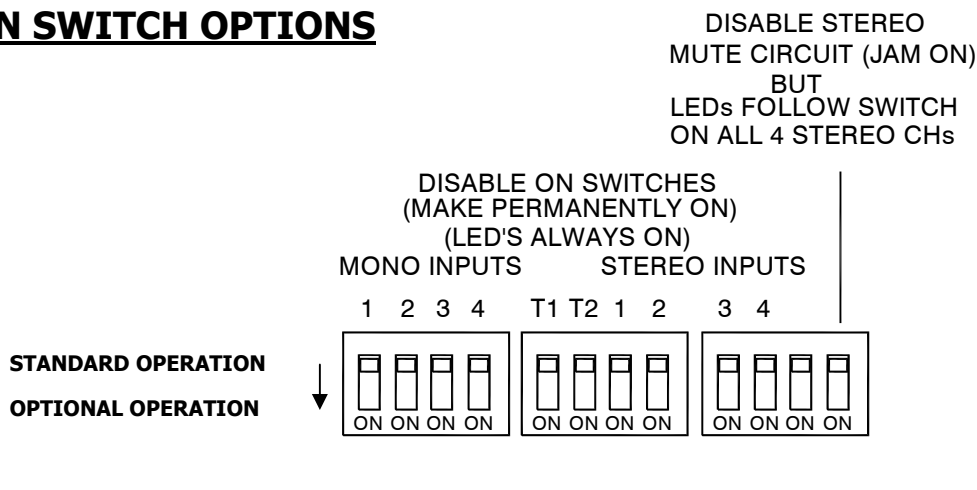 N SWITCH OPTIONS
DISABLE STEREO
MUTE CIRCUIT (JAM ON)
BUT
LEDs FOLLOW SWITCH
ON ALL 4 STEREO CHs
DISABLE ON SWITCHES
(MAKE PERMANENTLY ON)
(LED'S ALWAYS ON)
MONO INPUTS STEREO INPUTS
1 2 3 4 T1 T2 1 2 3 4
STANDARD OPERATION
OPTIONAL OPERATION
ON ON ON ON ON ON ON ON ON ON ON ON